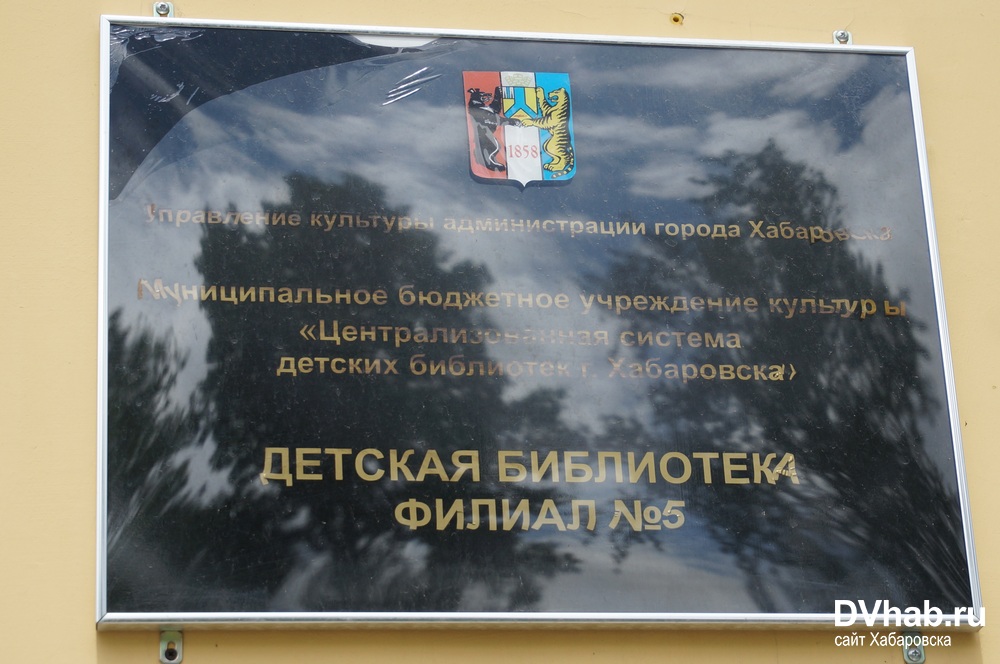 1858
Управление культуры администрации города Хабаровска
Муниципальное бюджетное учреждение культуры
«Централизованная система
детских библиотек г. Хабаровска»
ДЕТСКАЯ БИБЛИОТЕКА
ФИЛИАЛ №5
DVhab.ru
сайт Хабаровска